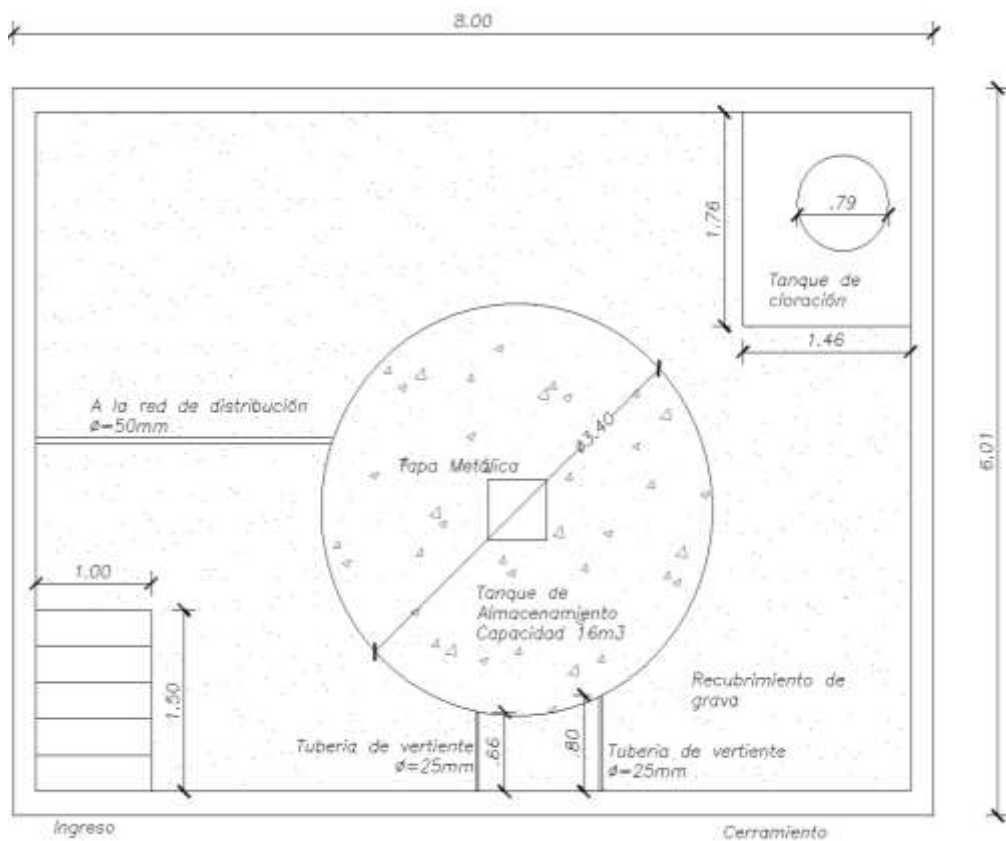 8.00
6.01
1.76
.79
Tanque de
cloración
1.46
A la red de distribución
ø=50mm
ø3.40
Tapa Metálica
1.00
Tanque de
Almacenamiento
Capacidad 16m3
1.50
Recubrimiento de
grava
Tubería de vertiente
ø=25mm
.66
.80
Tubería de vertiente
ø=25mm
Ingreso
Cerramiento